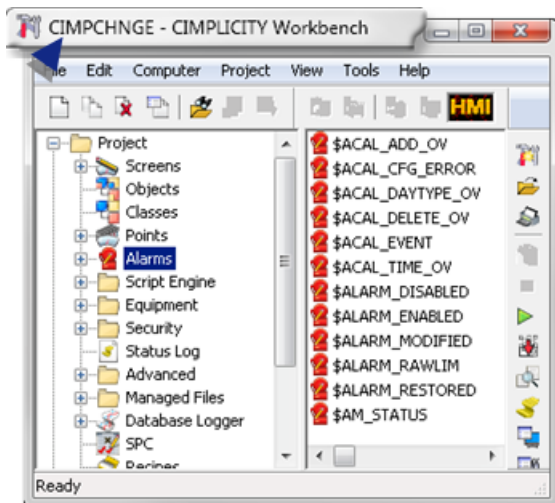 CIMPCHNGE - CIMPLICITY Workbench
File Edit Computer Project View Tools Help
HMI
Project
Screens
Objects
Classes
Points
Alarms
Script Engine
Equipment
Security
Status Log
Advanced
Managed Files
Database Logger
SPC
Recipes
$ACAL_ADD_OV
$ACAL_CFG_ERROR
$ACAL_DAYTYPE_OV
$ACAL_DELETE_OV
$ACAL_EVENT
$ACAL_TIME_OV
$ALARM_DISABLED
$ALARM_ENABLED
$ALARM_MODIFIED
$ALARM_RAWLIM
$ALARM_RESTORED
$AM_STATUS
Ready